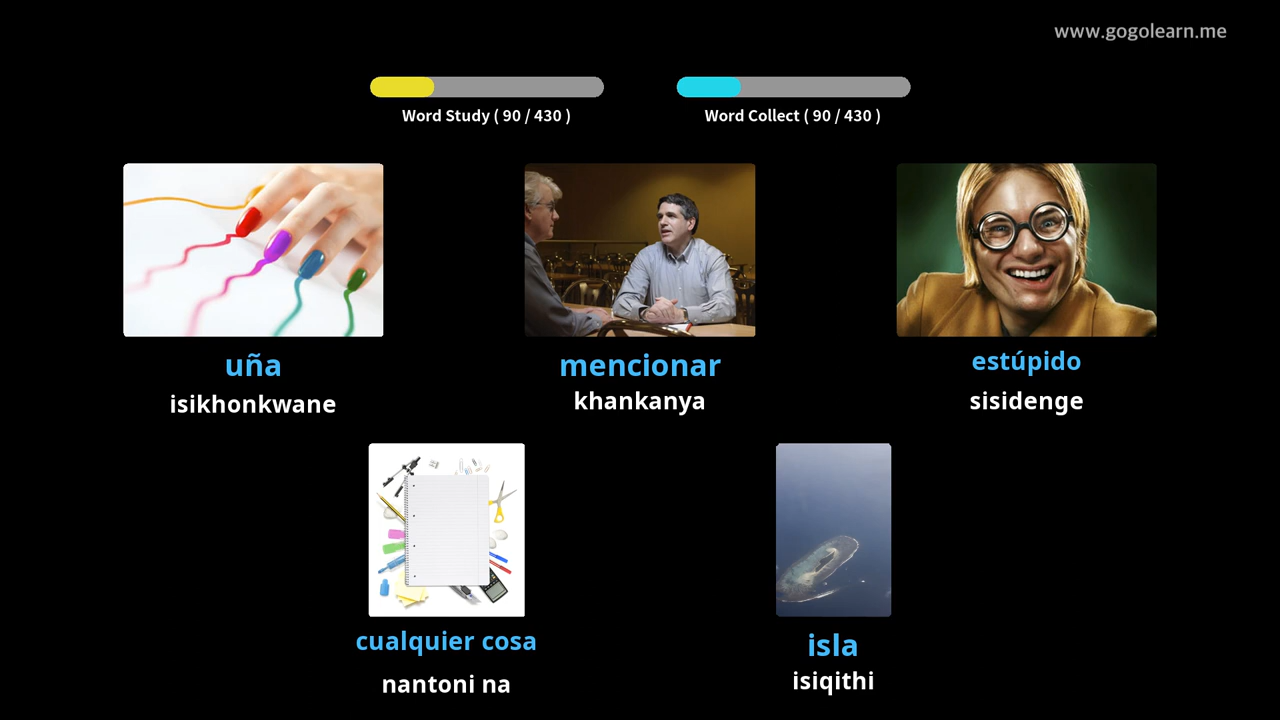 www.gogolearn.me
Word Study ( 90 / 430 )
Word Collect ( 90 / 430 )
uña
isikhonkwane
mencionar
khankanya
estúpido
sisidenge
cualquier cosa
nantoni na
isla
isiqithi